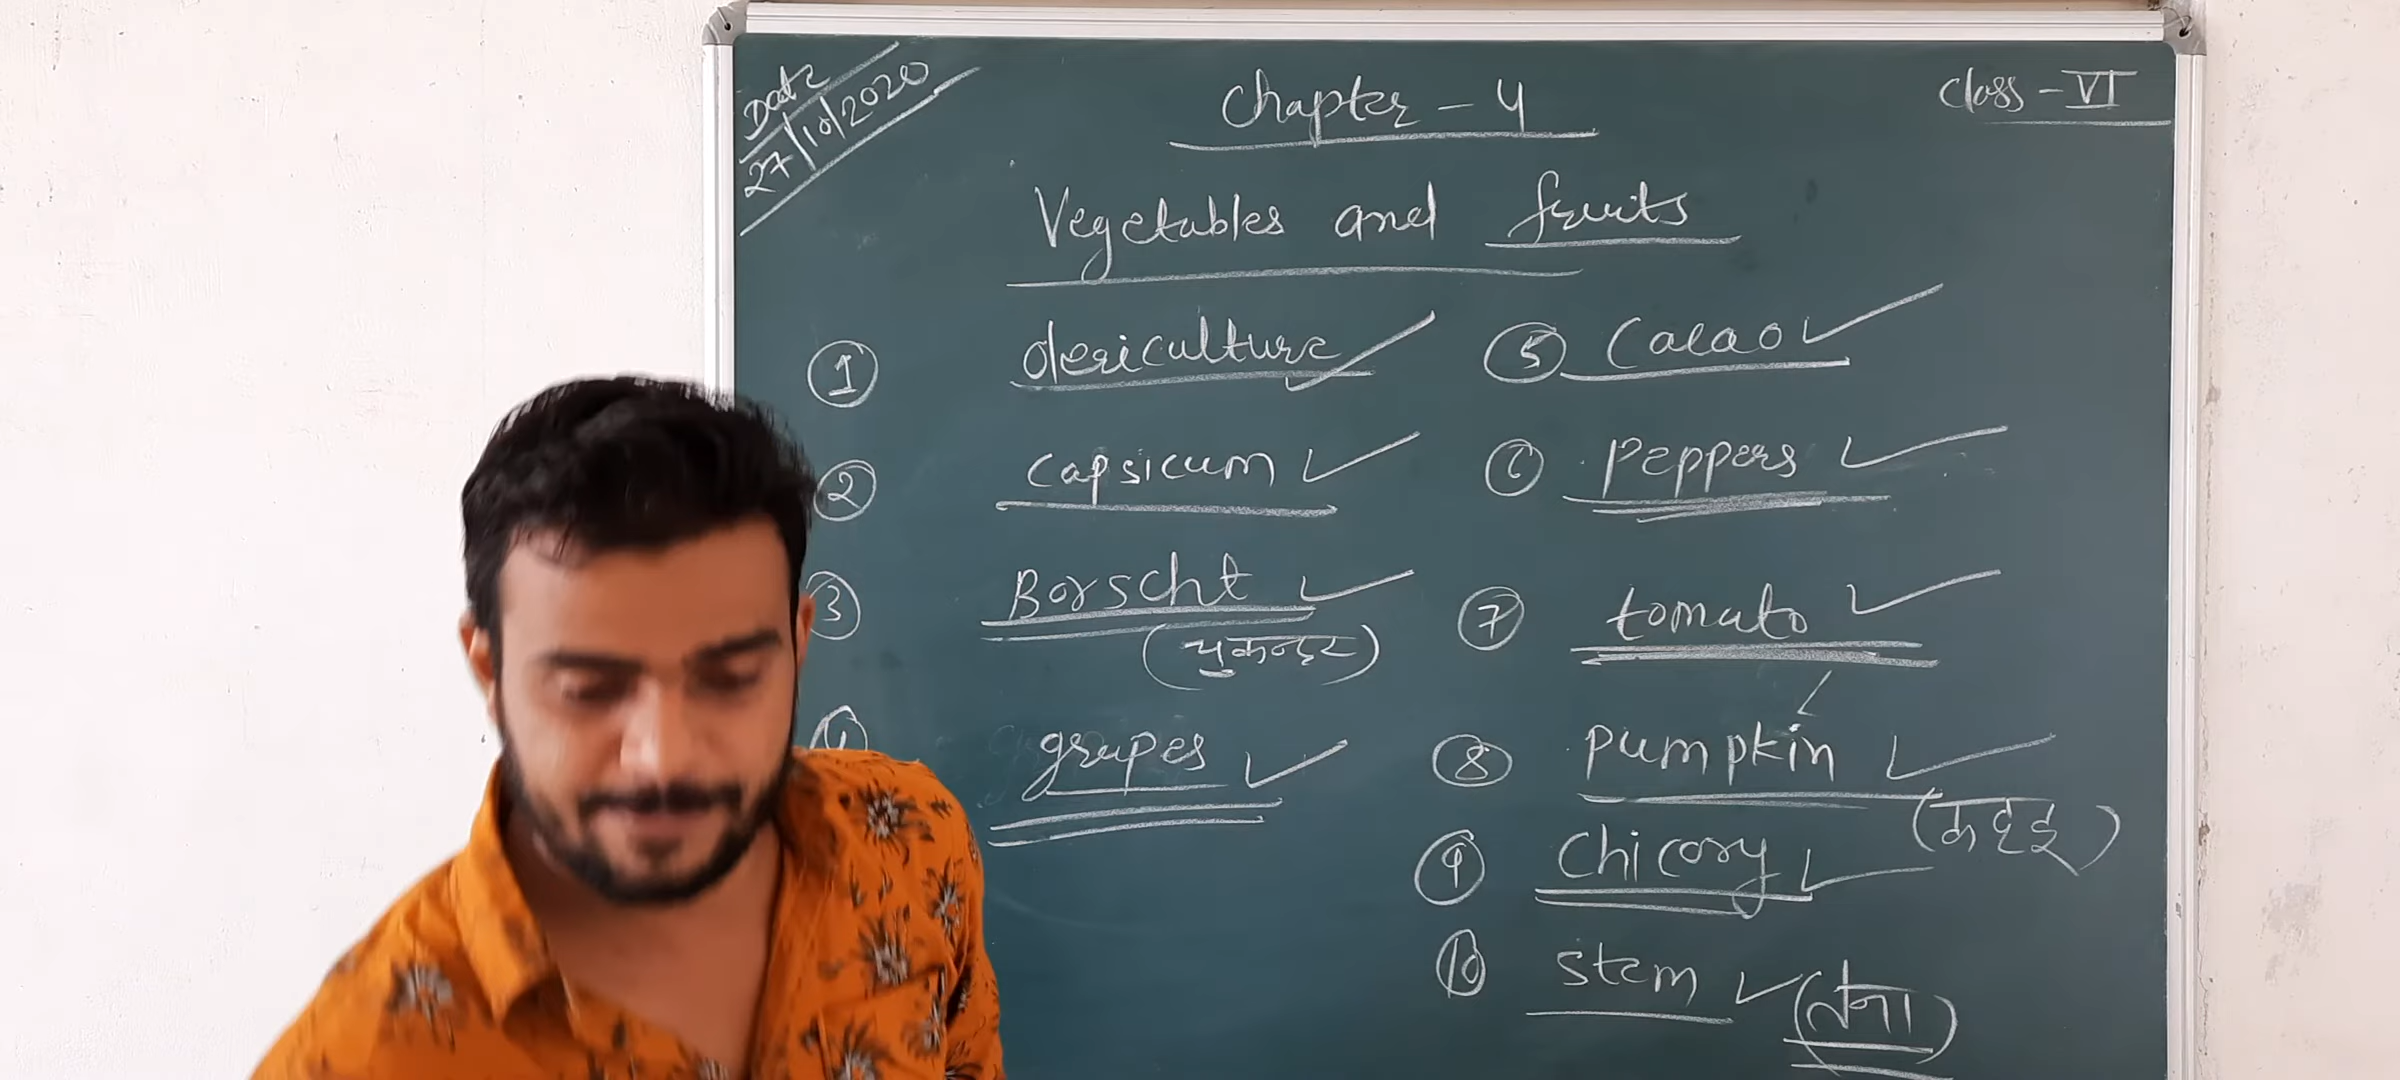 Date
27/10/2020
Chapter - 4
Class - VI
Vegetables and fruits
1 Olericulture
2 Capsicum
3 Borscht
(चुकन्दर)
4 grapes
5 Cacao
6 Peppers
7 tomato
8 pumpkin
(कद्दू)
9 Chicory
10 stem (तना)